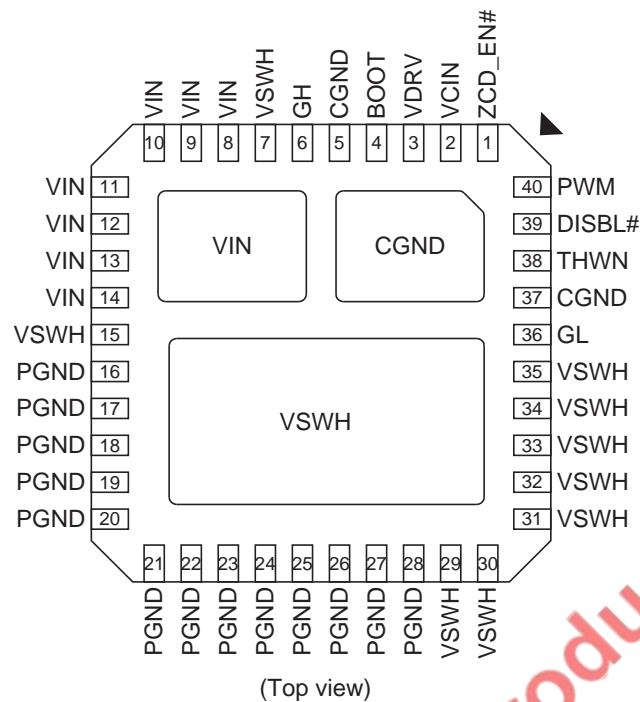 VIN
VIN
VIN
VSWH
GH
CGND
BOOT
VDRV
VCIN
ZCD_EN#
10 9 8 7 6 5 4 3 2 1
VIN 11 40 PWM
VIN 12 39 DISBL#
VIN 13 38 THWN
VIN 14 37 CGND
VSWH 15 36 GL
PGND 16 35 VSWH
PGND 17 34 VSWH
PGND 18 33 VSWH
PGND 19 32 VSWH
PGND 20 31 VSWH
VIN
CGND
VSWH
21 22 23 24 25 26 27 28 29 30
PGND
PGND
PGND
PGND
PGND
PGND
PGND
PGND
VSWH
VSWH
(Top view)